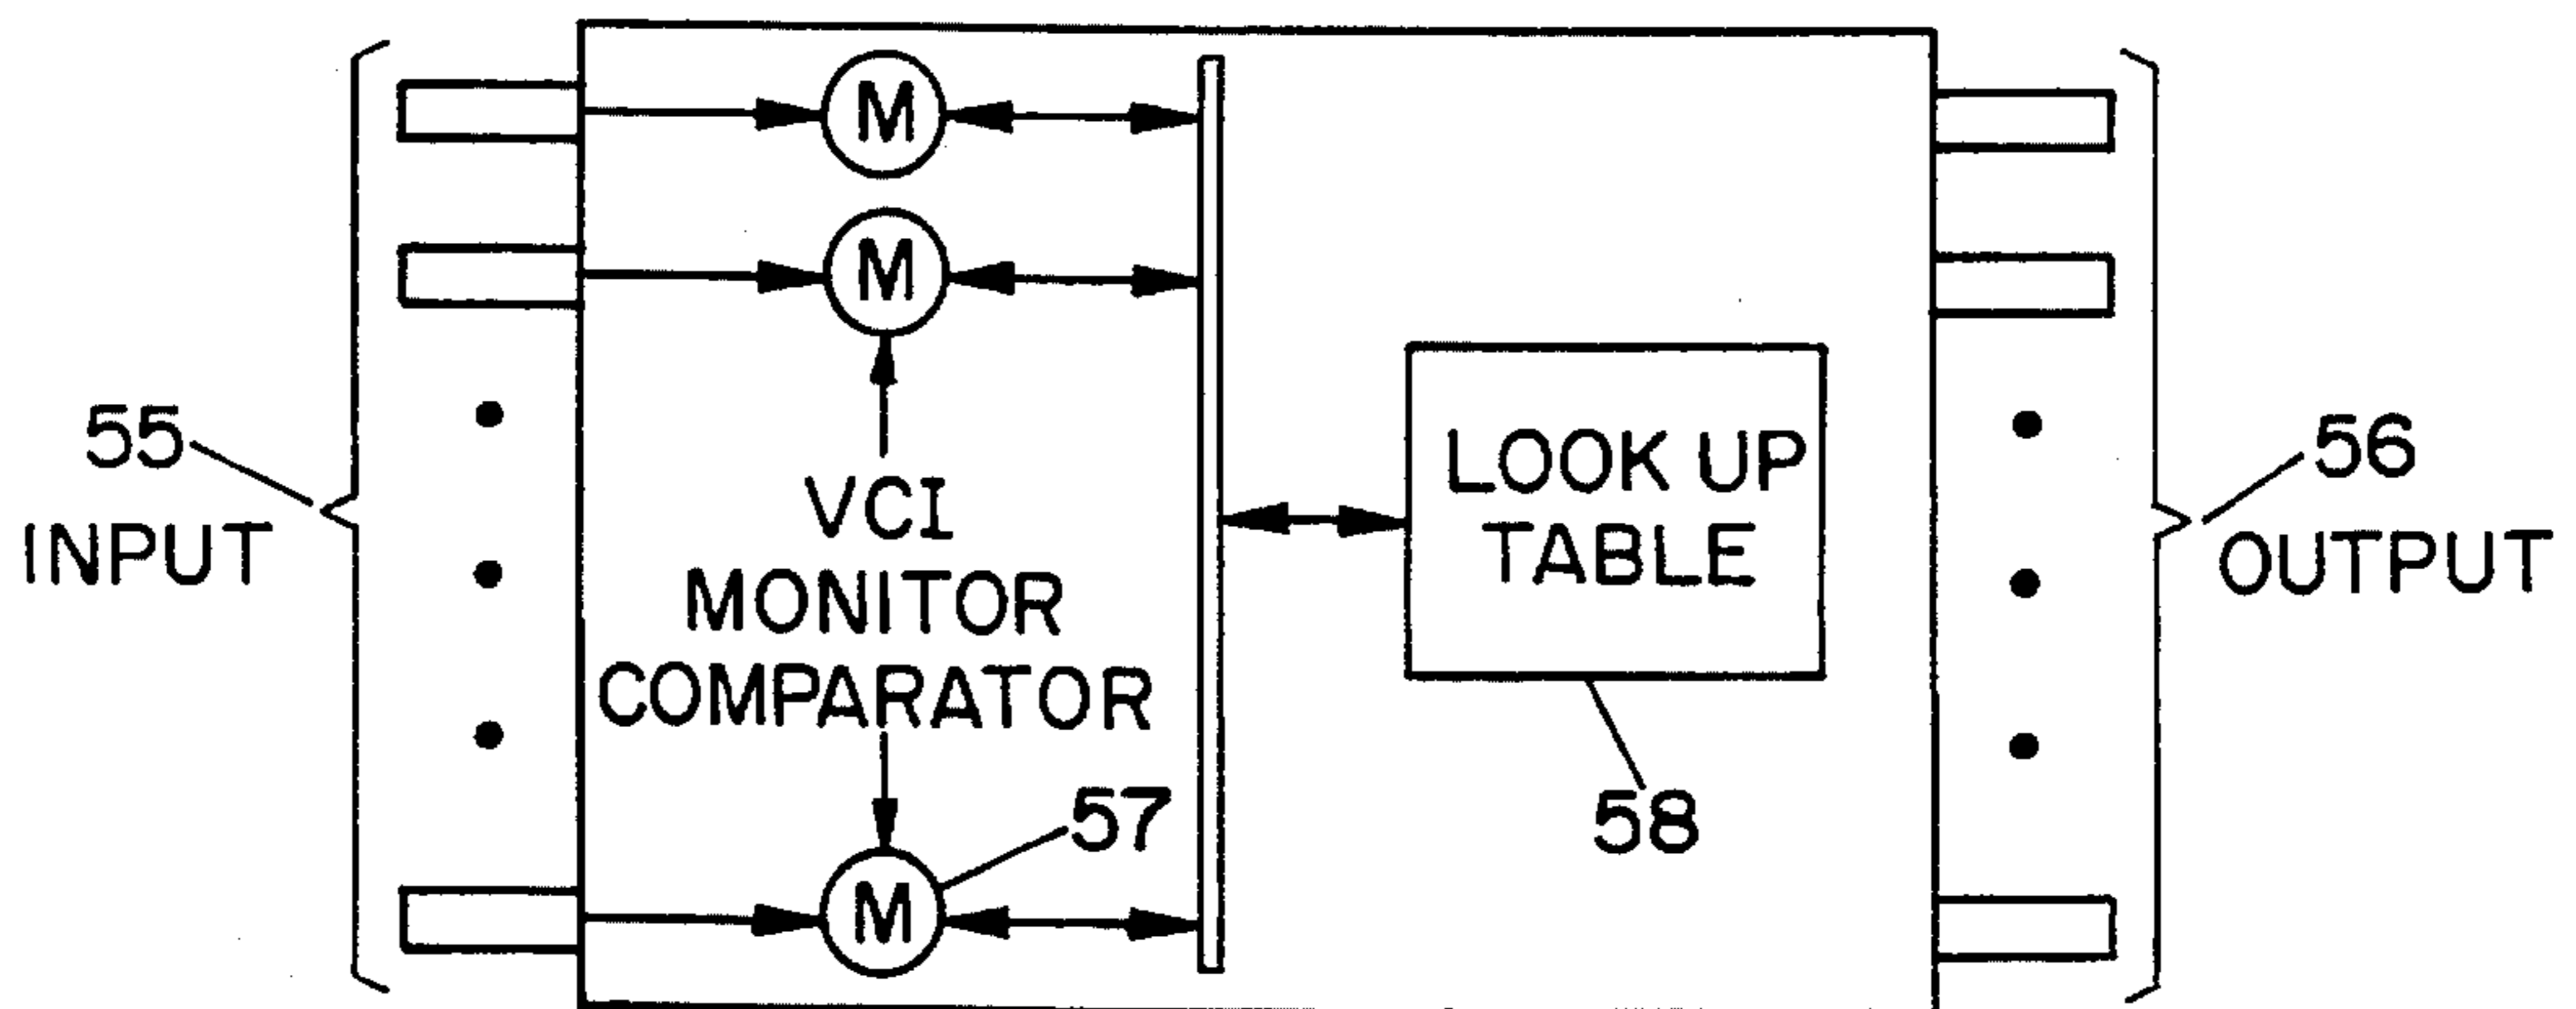 M
M
55
INPUT
VCI
MONITOR
COMPARATOR
LOOK UP
TABLE
56
OUTPUT
57
58
M